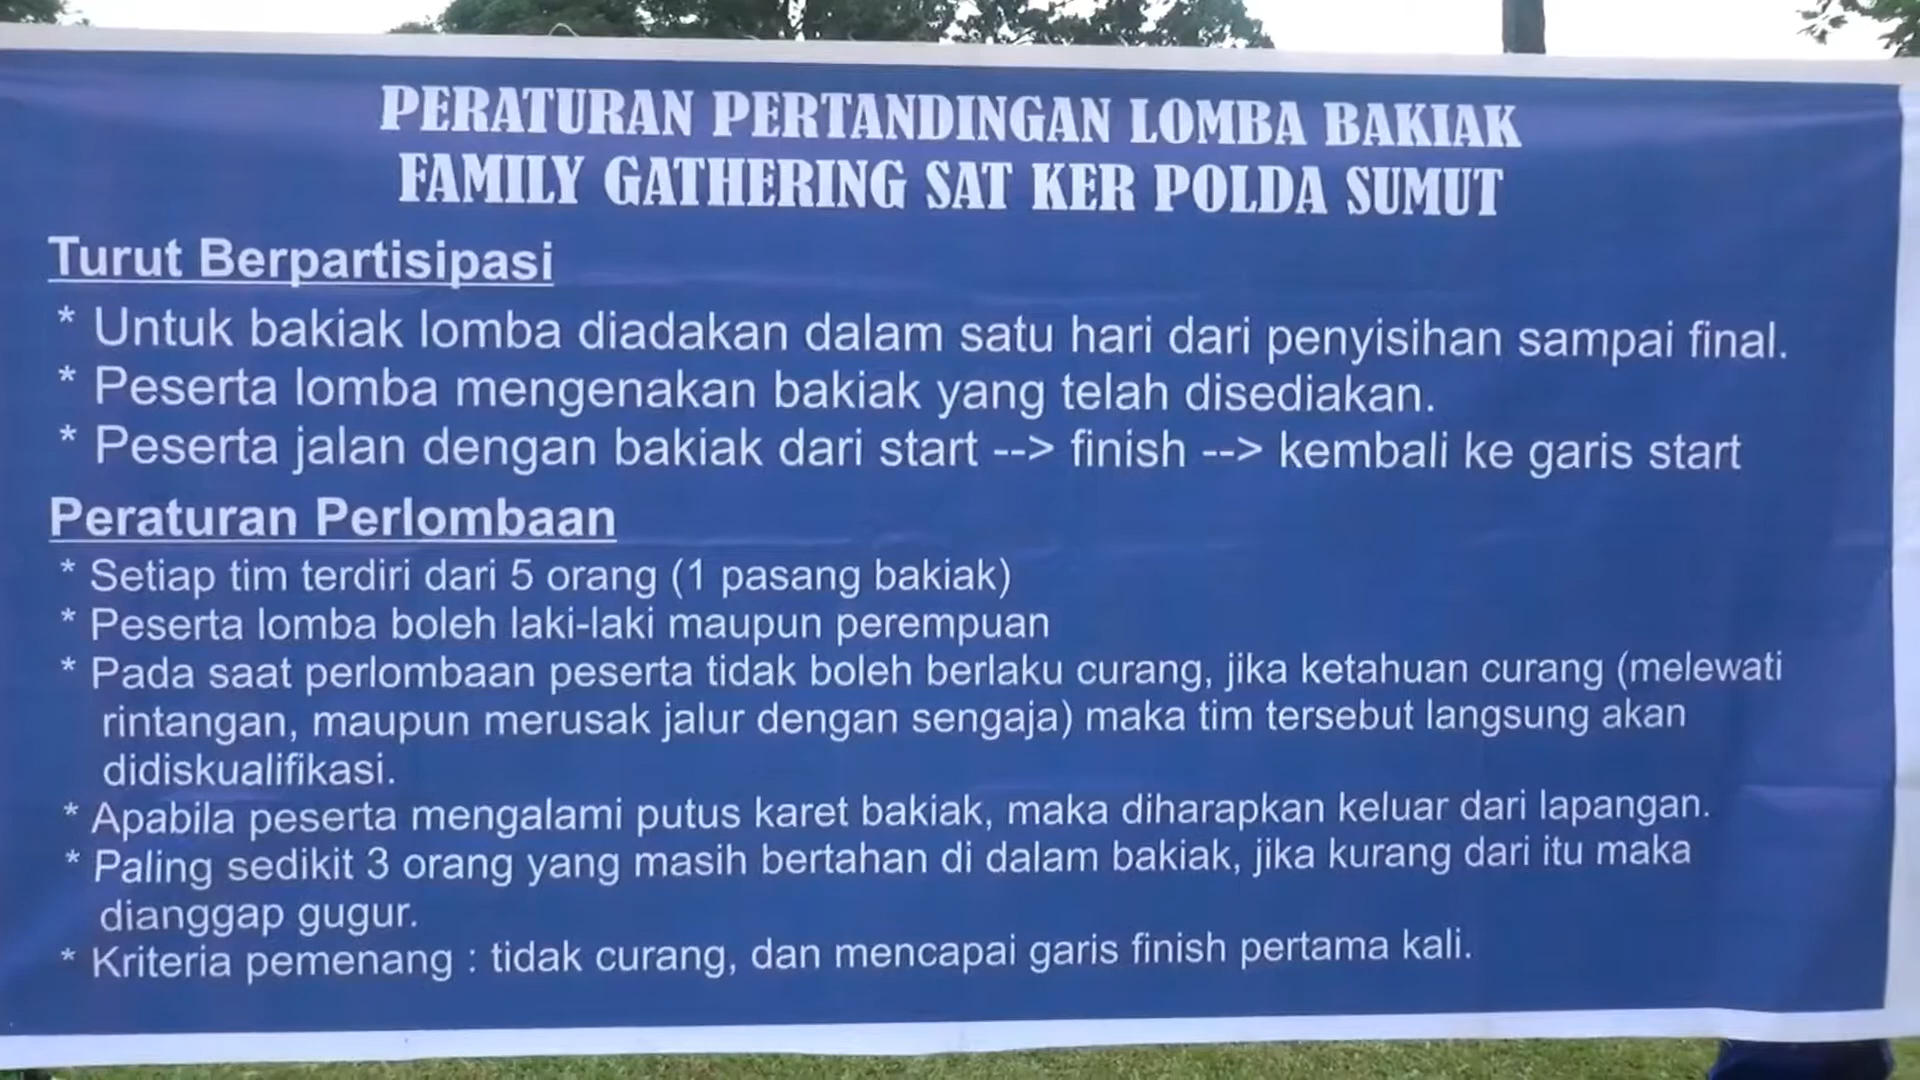 PERATURAN PERTANDINGAN LOMBA BAKIAK
FAMILY GATHERING SAT KER POLDA SUMUT
Turut Berpartisipasi
* Untuk bakiak lomba diadakan dalam satu hari dari penyisihan sampai final.
* Peserta lomba mengenakan bakiak yang telah disediakan.
* Peserta jalan dengan bakiak dari start --> finish --> kembali ke garis start
Peraturan Perlombaan
* Setiap tim terdiri dari 5 orang (1 pasang bakiak)
* Peserta lomba boleh laki-laki maupun perempuan
* Pada saat perlombaan peserta tidak boleh berlaku curang, jika ketahuan curang (melewati
rintangan, maupun merusak jalur dengan sengaja) maka tim tersebut langsung akan
didiskualifikasi.
* Apabila peserta mengalami putus karet bakiak, maka diharapkan keluar dari lapangan.
* Paling sedikit 3 orang yang masih bertahan di dalam bakiak, jika kurang dari itu maka
dianggap gugur.
* Kriteria pemenang : tidak curang, dan mencapai garis finish pertama kali.